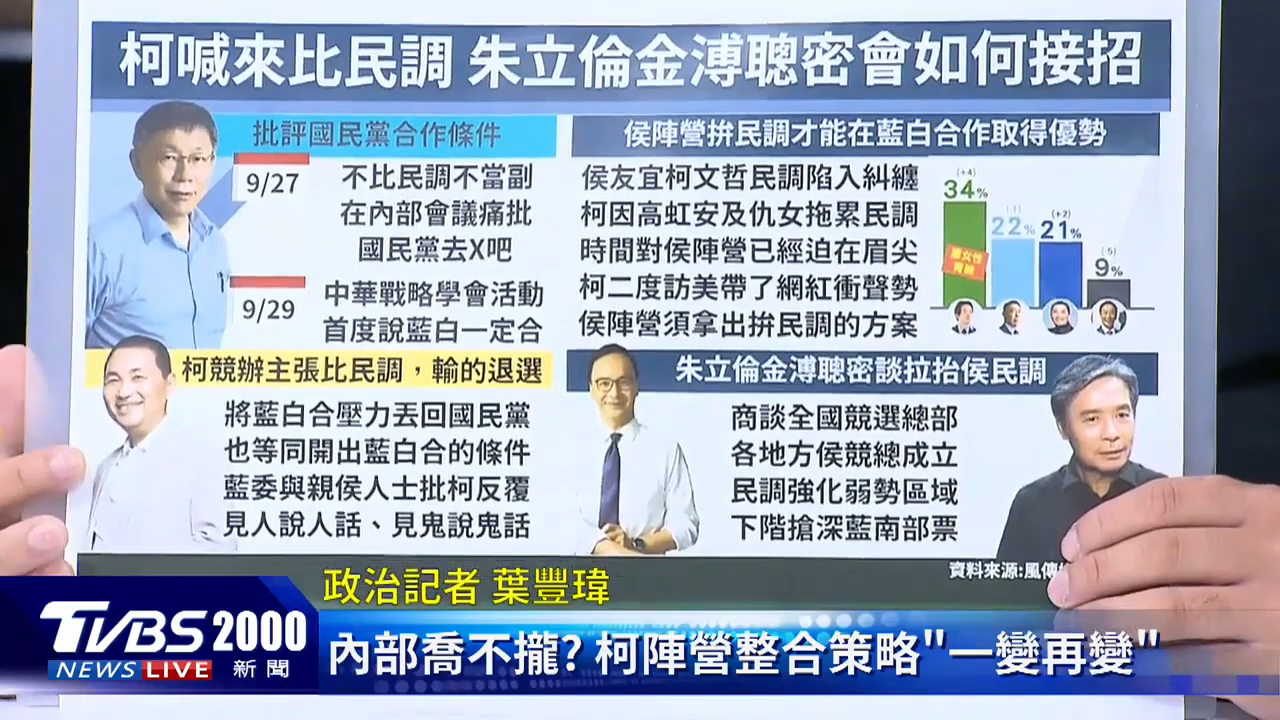 柯喊來比民調 朱立倫金溥聰密會如何接招
批評國民黨合作條件
9/27
不比民調不當副
在內部會議痛批
國民黨去X吧
9/29
中華戰略學會活動
首度說藍白一定合
侯陣營拚民調才能在藍白合作取得優勢
侯友宜柯文哲民調陷入糾纏
柯因高虹安及仇女拖累民調
時間對侯陣營已經迫在眉尖
柯二度訪美帶了網紅衝聲勢
侯陣營須拿出拚民調的方案
(+4)
34%
(-1)
22%
(+2)
21%
(-5)
9%
柯競辦主張比民調，輸的退選
將藍白合壓力丟回國民黨
也等同開出藍白合的條件
藍委與親侯人士批柯反覆
見人說人話、見鬼說鬼話
朱立倫金溥聰密談拉抬侯民調
商談全國競選總部
各地方侯競總成立
民調強化弱勢區域
下階搶深藍南部票
資料來源:風傳
政治記者 葉豐瑋
TVBS 2000
NEWS LIVE 新聞
內部喬不攏? 柯陣營整合策略"一變再變"